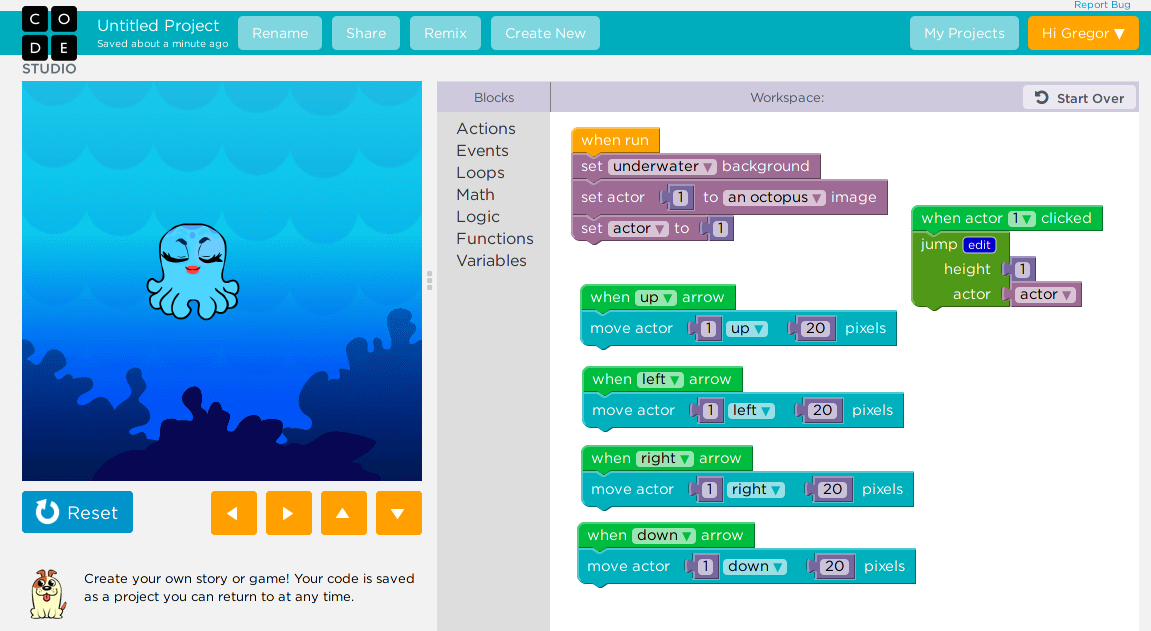 Report Bug
C O
D E
STUDIO
Untitled Project
Saved about a minute ago
Rename
Share
Remix
Create New
My Projects
Hi Gregor ▼
Blocks
Workspace:
Start Over
Actions
Events
Loops
Math
Logic
Functions
Variables
when run
set underwater ▼ background
set actor 1 to an octopus ▼ image
set actor ▼ to 1
when actor 1 ▼ clicked
jump edit
height 1
actor actor ▼
when up ▼ arrow
move actor 1 up ▼ 20 pixels
when left ▼ arrow
move actor 1 left ▼ 20 pixels
when right ▼ arrow
move actor 1 right ▼ 20 pixels
when down ▼ arrow
move actor 1 down ▼ 20 pixels
Reset
Create your own story or game! Your code is saved
as a project you can return to at any time.